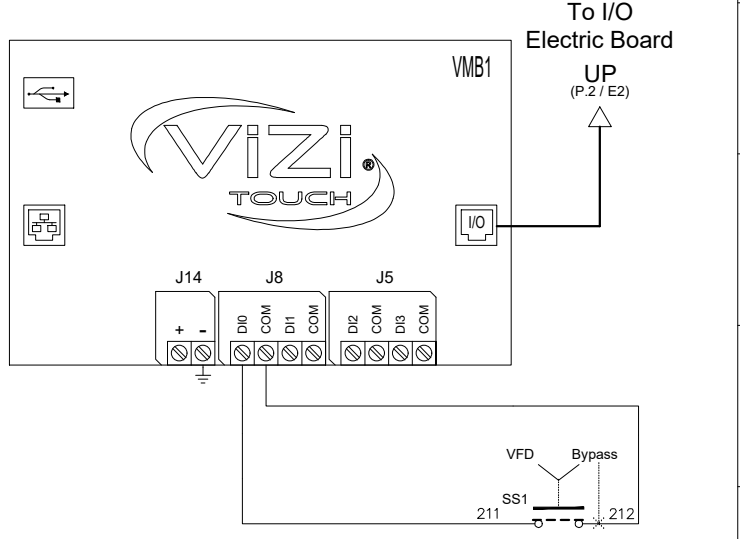 To I/O
Electric Board
UP
(P.2 / E2)
VMB1
ViZi®
TOUCH
I/O
J14 J8 J5
+ - DI0 COM DI1 COM DI2 COM DI3 COM
VFD Bypass
SS1
211 212